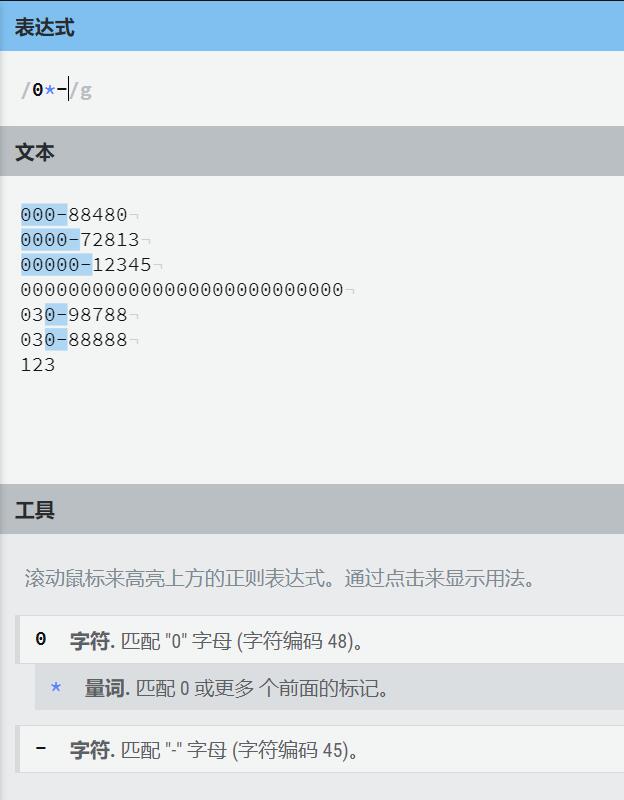 表达式
/0*-/g
文本
000-88480¬
0000-72813¬
00000-12345¬
000000000000000000000000000¬
030-98788¬
030-88888¬
123
工具
滚动鼠标来高亮上方的正则表达式。通过点击来显示用法。
0 字符. 匹配 "0" 字母 (字符编码 48)。
* 量词. 匹配 0 或更多 个前面的标记。
- 字符. 匹配 "-" 字母 (字符编码 45)。